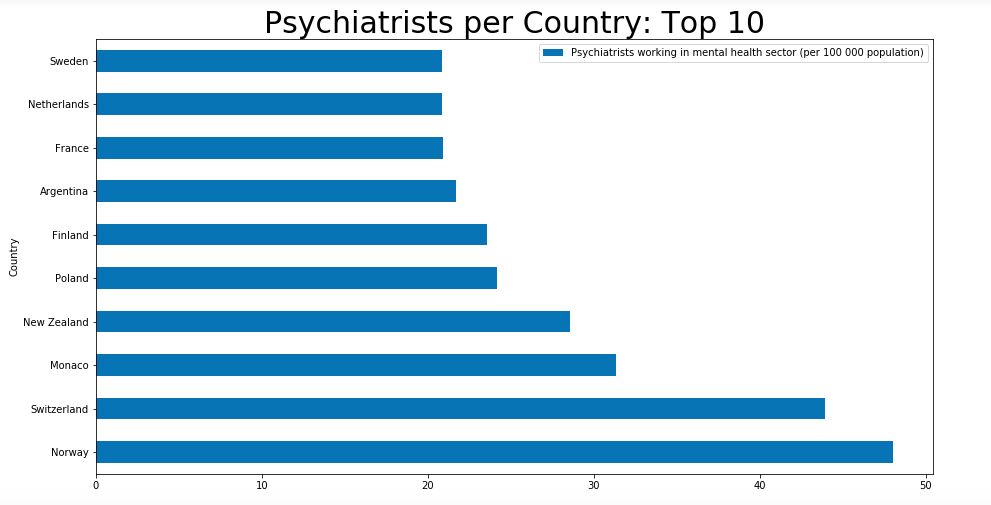 Psychiatrists per Country: Top 10
Psychiatrists working in mental health sector (per 100 000 population)
Country
Sweden
Netherlands
France
Argentina
Finland
Poland
New Zealand
Monaco
Switzerland
Norway
0 10 20 30 40 50